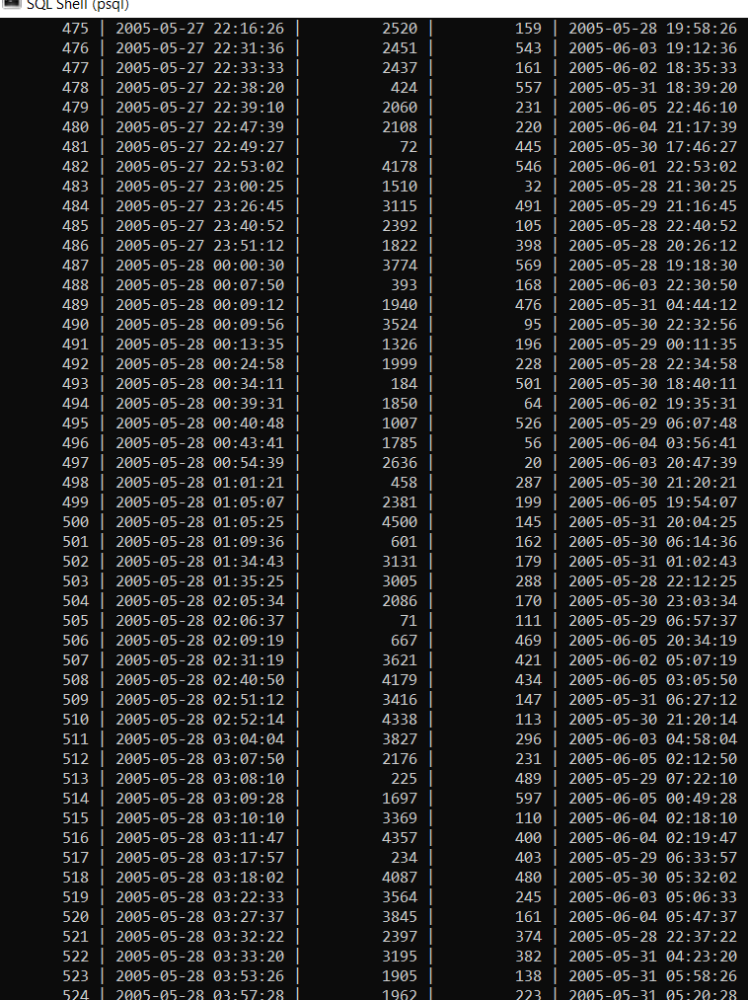 SQL Shell (psql)
475 | 2005-05-27 22:16:26 | 2520 | 159 | 2005-05-28 19:58:26
476 | 2005-05-27 22:31:36 | 2451 | 543 | 2005-06-03 19:12:36
477 | 2005-05-27 22:33:33 | 2437 | 161 | 2005-06-02 18:35:33
478 | 2005-05-27 22:38:20 | 424 | 557 | 2005-05-31 18:39:20
479 | 2005-05-27 22:39:10 | 2060 | 231 | 2005-06-05 22:46:10
480 | 2005-05-27 22:47:39 | 2108 | 220 | 2005-06-04 21:17:39
481 | 2005-05-27 22:49:27 | 72 | 445 | 2005-05-30 17:46:27
482 | 2005-05-27 22:53:02 | 4178 | 546 | 2005-06-01 22:53:02
483 | 2005-05-27 23:00:25 | 1510 | 32 | 2005-05-28 21:30:25
484 | 2005-05-27 23:26:45 | 3115 | 491 | 2005-05-29 21:16:45
485 | 2005-05-27 23:40:52 | 2392 | 105 | 2005-05-28 22:40:52
486 | 2005-05-27 23:51:12 | 1822 | 398 | 2005-05-28 20:26:12
487 | 2005-05-28 00:00:30 | 3774 | 569 | 2005-05-28 19:18:30
488 | 2005-05-28 00:07:50 | 393 | 168 | 2005-06-03 22:30:50
489 | 2005-05-28 00:09:12 | 1940 | 476 | 2005-05-31 04:44:12
490 | 2005-05-28 00:09:56 | 3524 | 95 | 2005-05-30 22:32:56
491 | 2005-05-28 00:13:35 | 1326 | 196 | 2005-05-29 00:11:35
492 | 2005-05-28 00:24:58 | 1999 | 228 | 2005-05-28 22:34:58
493 | 2005-05-28 00:34:11 | 184 | 501 | 2005-05-30 18:40:11
494 | 2005-05-28 00:39:31 | 1850 | 64 | 2005-06-02 19:35:31
495 | 2005-05-28 00:40:48 | 1007 | 526 | 2005-05-29 06:07:48
496 | 2005-05-28 00:43:41 | 1785 | 56 | 2005-06-04 03:56:41
497 | 2005-05-28 00:54:39 | 2636 | 20 | 2005-06-03 20:47:39
498 | 2005-05-28 01:01:21 | 458 | 287 | 2005-05-30 21:20:21
499 | 2005-05-28 01:05:07 | 2381 | 199 | 2005-06-05 19:54:07
500 | 2005-05-28 01:05:25 | 4500 | 145 | 2005-05-31 20:04:25
501 | 2005-05-28 01:09:36 | 601 | 162 | 2005-05-30 06:14:36
502 | 2005-05-28 01:34:43 | 3131 | 179 | 2005-05-31 01:02:43
503 | 2005-05-28 01:35:25 | 3005 | 288 | 2005-05-28 22:12:25
504 | 2005-05-28 02:05:34 | 2086 | 170 | 2005-05-30 23:03:34
505 | 2005-05-28 02:06:37 | 71 | 111 | 2005-05-29 06:57:37
506 | 2005-05-28 02:09:19 | 667 | 469 | 2005-06-05 20:34:19
507 | 2005-05-28 02:31:19 | 3621 | 421 | 2005-06-02 05:07:19
508 | 2005-05-28 02:40:50 | 4179 | 434 | 2005-06-05 03:05:50
509 | 2005-05-28 02:51:12 | 3416 | 147 | 2005-05-31 06:27:12
510 | 2005-05-28 02:52:14 | 4338 | 113 | 2005-05-30 21:20:14
511 | 2005-05-28 03:04:04 | 3827 | 296 | 2005-06-03 04:58:04
512 | 2005-05-28 03:07:50 | 2176 | 231 | 2005-06-05 02:12:50
513 | 2005-05-28 03:08:10 | 225 | 489 | 2005-05-29 07:22:10
514 | 2005-05-28 03:09:28 | 1697 | 597 | 2005-06-05 00:49:28
515 | 2005-05-28 03:10:10 | 3369 | 110 | 2005-06-04 02:18:10
516 | 2005-05-28 03:11:47 | 4357 | 400 | 2005-06-04 02:19:47
517 | 2005-05-28 03:17:57 | 234 | 403 | 2005-05-29 06:33:57
518 | 2005-05-28 03:18:02 | 4087 | 480 | 2005-05-30 05:32:02
519 | 2005-05-28 03:22:33 | 3564 | 245 | 2005-06-03 05:06:33
520 | 2005-05-28 03:27:37 | 3845 | 161 | 2005-06-04 05:47:37
521 | 2005-05-28 03:32:22 | 2397 | 374 | 2005-05-28 22:37:22
522 | 2005-05-28 03:33:20 | 3195 | 382 | 2005-05-31 04:23:20
523 | 2005-05-28 03:53:26 | 1905 | 138 | 2005-05-31 05:58:26
524 | 2005-05-28 03:57:28 | 1962 | 223 | 2005-05-31 05:20:28